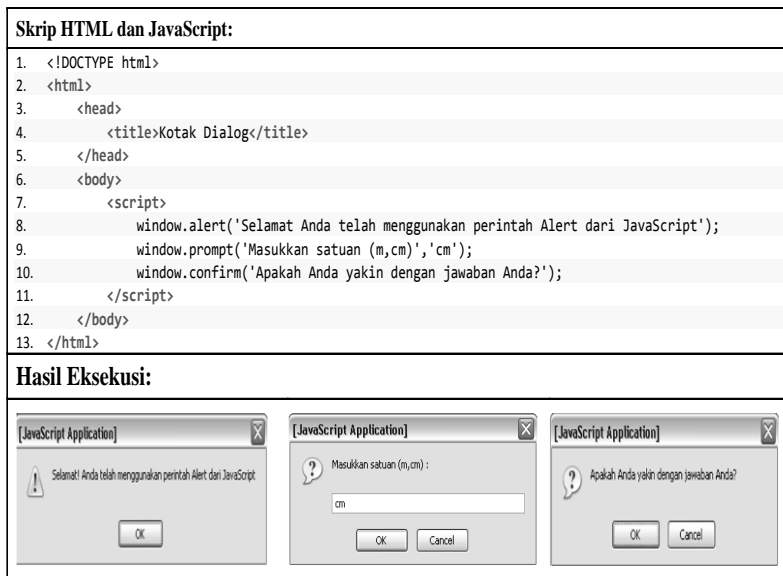 Skrip HTML dan JavaScript:
1. <!DOCTYPE html>
2. <html>
3. <head>
4. <title>Kotak Dialog</title>
5. </head>
6. <body>
7. <script>
8. window.alert('Selamat Anda telah menggunakan perintah Alert dari JavaScript');
9. window.prompt('Masukkan satuan (m,cm)','cm');
10. window.confirm('Apakah Anda yakin dengan jawaban Anda?');
11. </script>
12. </body>
13. </html>
Hasil Eksekusi:
[JavaScript Application]
Selamat! Anda telah menggunakan perintah Alert dari JavaScript
OK
[JavaScript Application]
Masukkan satuan (m,cm) :
cm
OK Cancel
[JavaScript Application]
Apakah Anda yakin dengan jawaban Anda?
OK Cancel